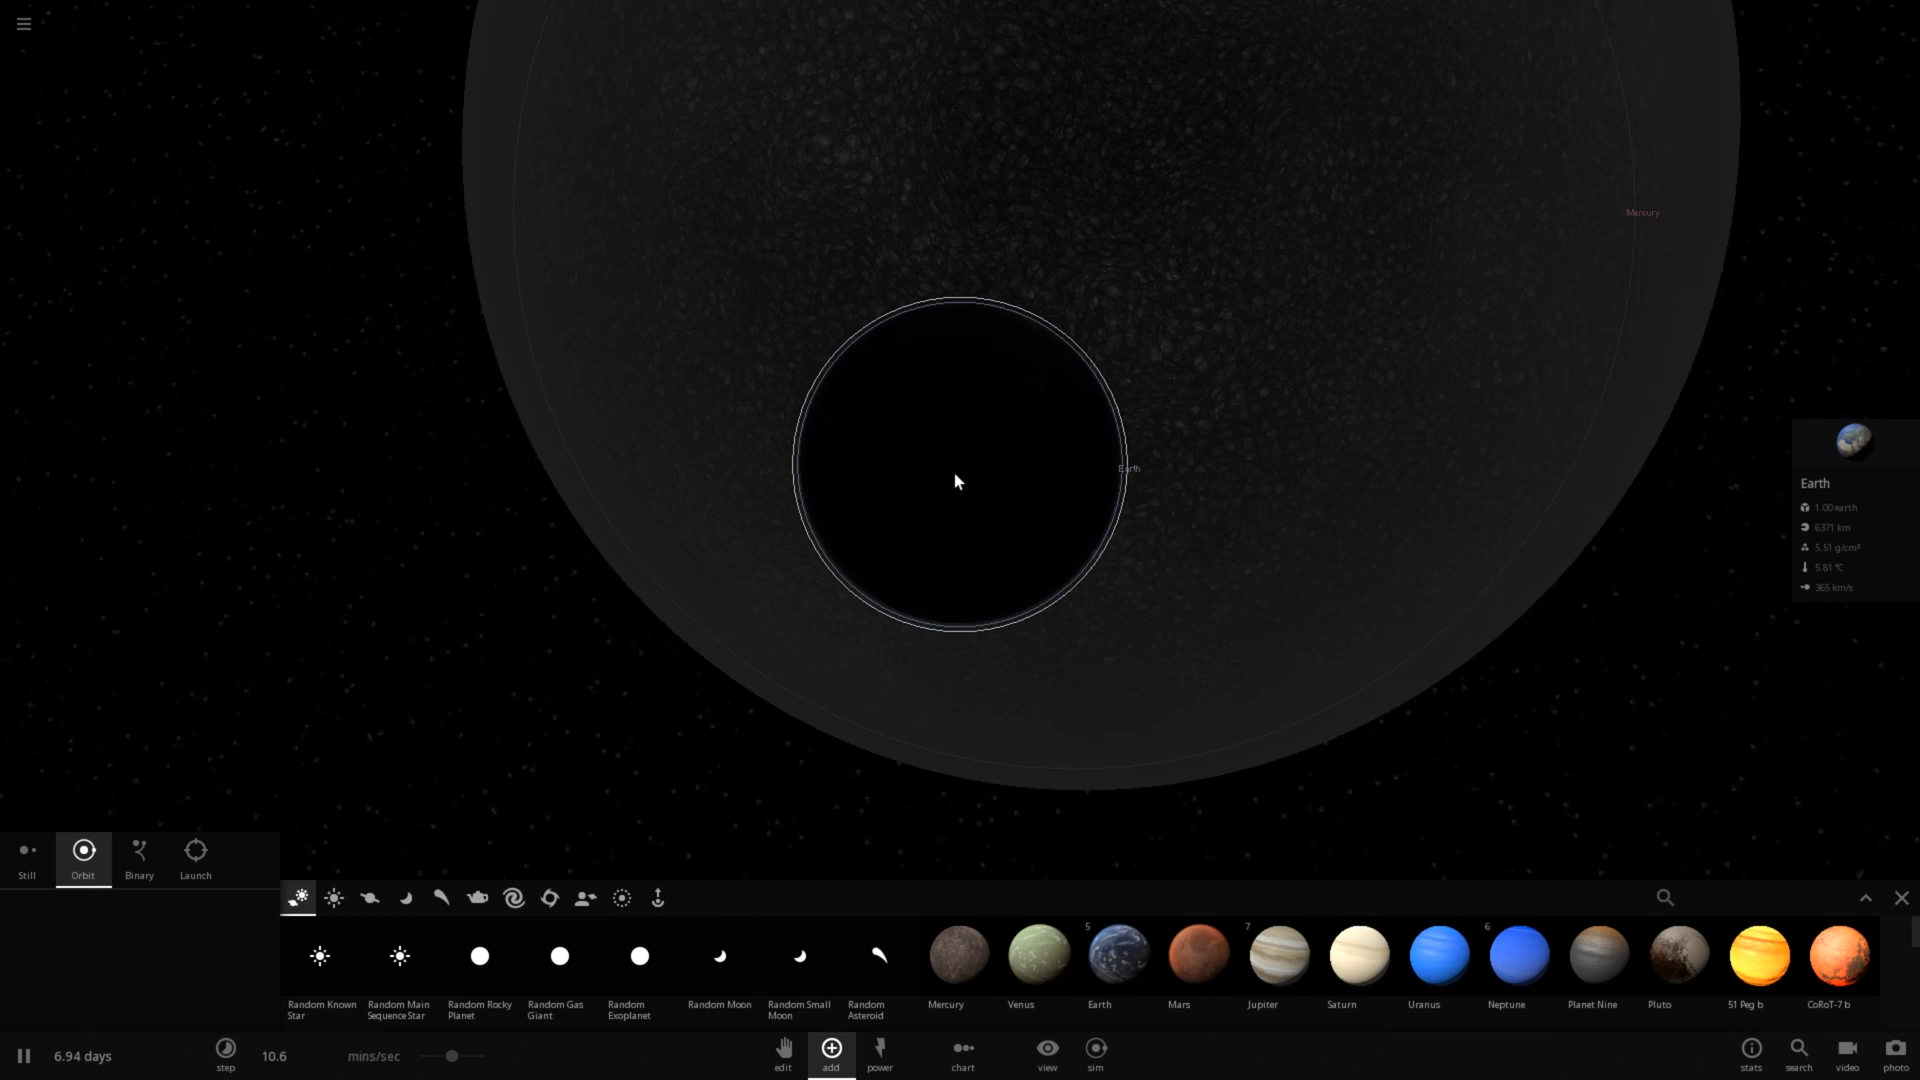 Mercury
Earth
Earth
1.00 earth
6371 km
5.51 g/cm³
5.81 °C
365 km/s
Still
Orbit
Binary
Launch
5
7
6
Random Known Star
Random Main Sequence Star
Random Rocky Planet
Random Gas Giant
Random Exoplanet
Random Moon
Random Small Moon
Random Asteroid
Mercury
Venus
Earth
Mars
Jupiter
Saturn
Uranus
Neptune
Planet Nine
Pluto
51 Peg b
CoRoT-7 b
6.94 days
step
10.6
mins/sec
edit
add
power
chart
view
sim
stats
search
video
photo